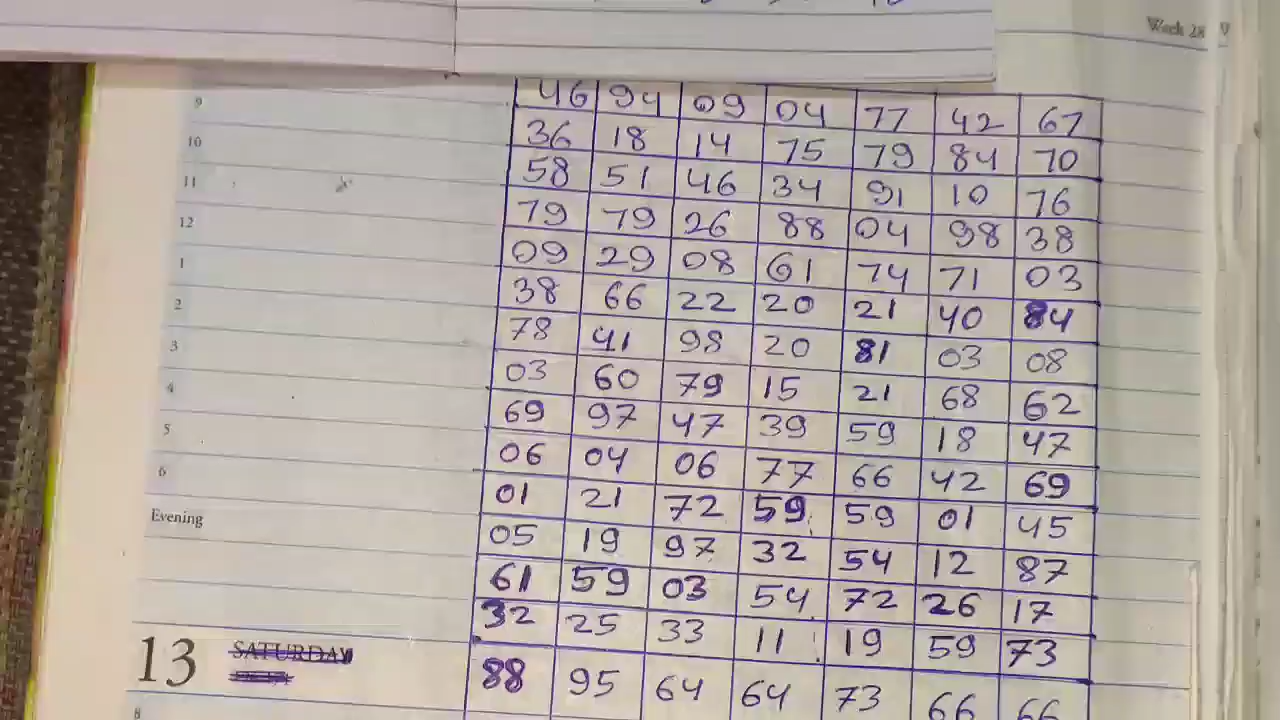 Week 28
9 46 94 09 04 77 42 67
10 36 18 14 75 79 84 70
11 58 51 46 34 91 10 76
12 79 79 26 88 04 98 38
1 09 29 08 61 74 71 03
2 38 66 22 20 21 40 84
3 78 41 98 20 81 03 08
4 03 60 79 15 21 68 62
5 69 97 47 39 59 18 47
6 06 04 06 77 66 42 69
Evening 01 21 72 59 59 01 45
05 19 97 32 54 12 87
61 59 03 54 72 26 17
32 25 33 11 19 59 73
13 SATURDAY
88 95 64 64 73 66 66
8